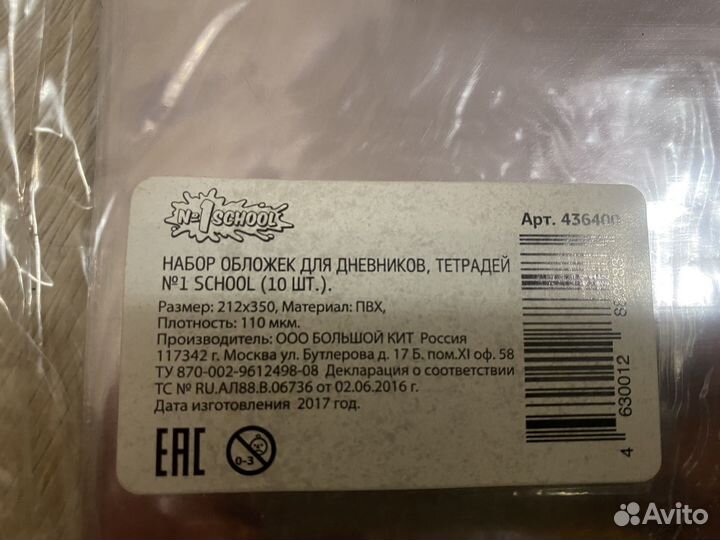 №1 SCHOOL
Арт. 436400
НАБОР ОБЛОЖЕК ДЛЯ ДНЕВНИКОВ, ТЕТРАДЕЙ
№1 SCHOOL (10 ШТ.).
Размер: 212x350, Материал: ПВХ,
Плотность: 110 мкм.
Производитель: ООО БОЛЬШОЙ КИТ Россия
117342 г. Москва ул. Бутлерова д. 17 Б. пом.XI оф. 58
ТУ 870-002-9612498-08 Декларация о соответствии
ТС № RU.АЛ88.В.06736 от 02.06.2016 г.
Дата изготовления 2017 год.
EAC
0-3
4 630012
Avito